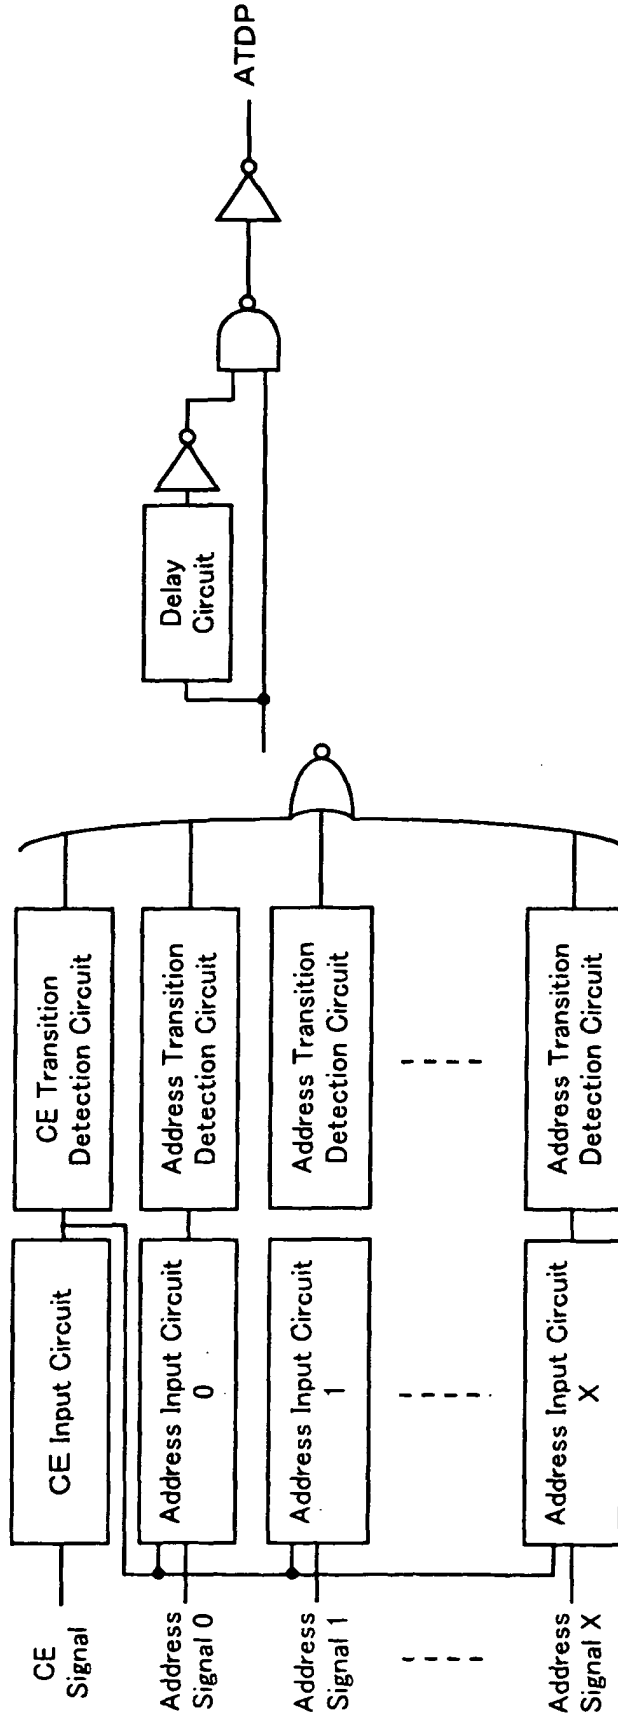 CE
Signal
CE Input Circuit
CE Transition
Detection Circuit
Address
Signal 0
Address Input Circuit
0
Address Transition
Detection Circuit
Address
Signal 1
Address Input Circuit
1
Address Transition
Detection Circuit
Address
Signal X
Address Input Circuit
X
Address Transition
Detection Circuit
Delay
Circuit
ATDP